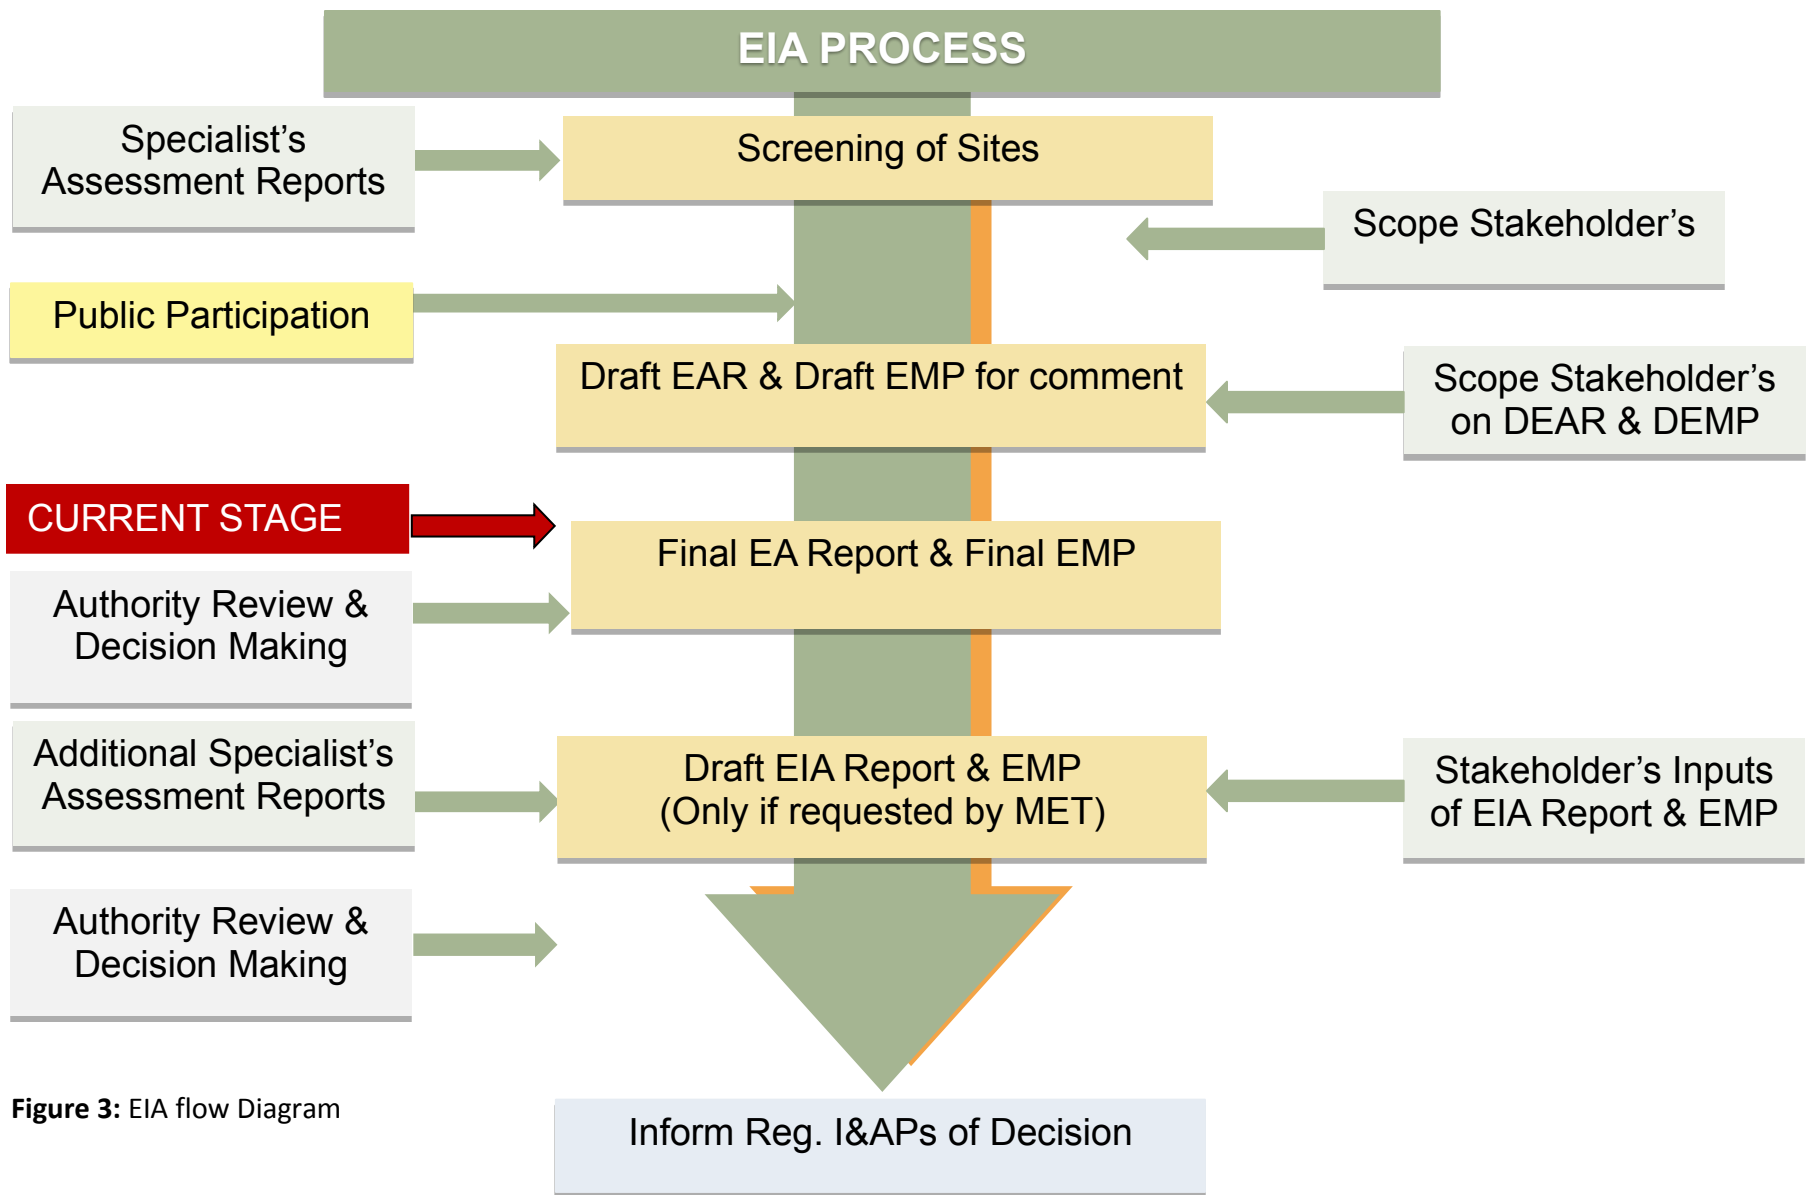 EIA PROCESS
Specialist's
Assessment Reports
Screening of Sites
Scope Stakeholder's
Public Participation
Draft EAR & Draft EMP for comment
Scope Stakeholder's
on DEAR & DEMP
CURRENT STAGE
Final EA Report & Final EMP
Authority Review &
Decision Making
Additional Specialist's
Assessment Reports
Draft EIA Report & EMP
(Only if requested by MET)
Stakeholder's Inputs
of EIA Report & EMP
Authority Review &
Decision Making
Figure 3: EIA flow Diagram
Inform Reg. I&APs of Decision